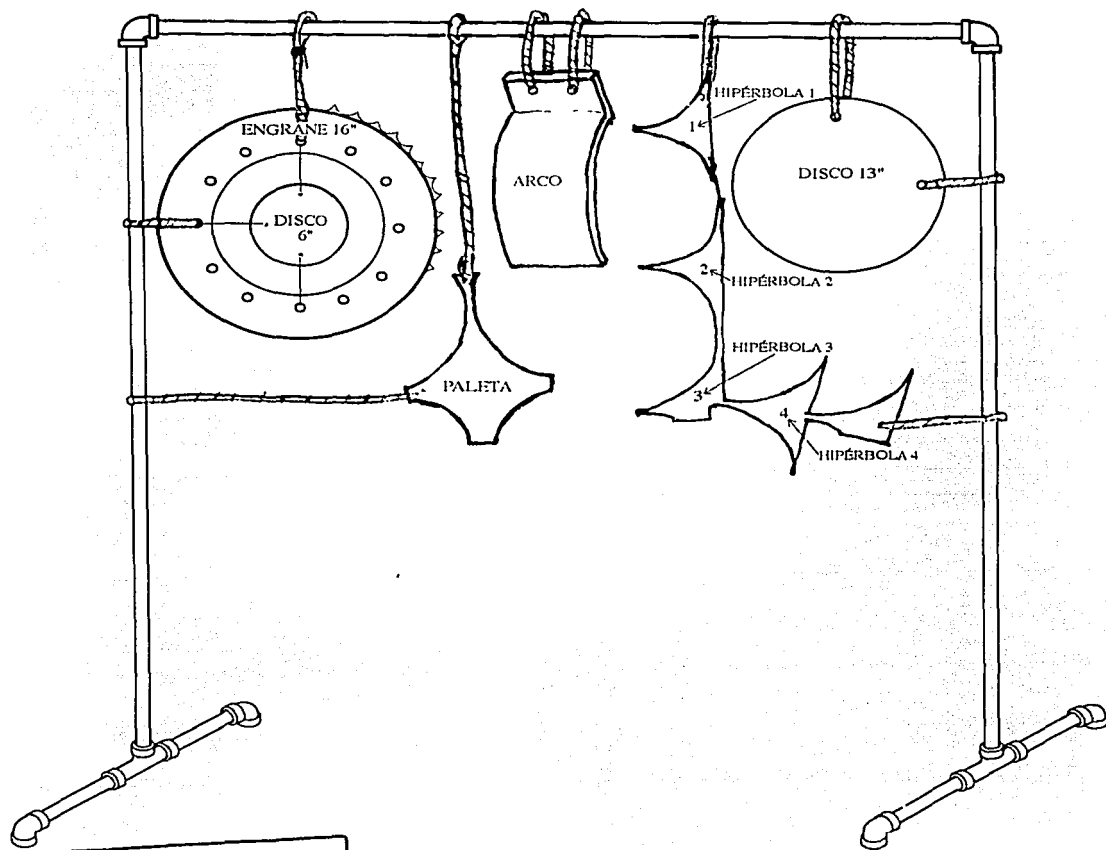 ENGRANE 16"
DISCO
6"
PALETA
ARCO
HIPÉRBOLA 1
1
2
HIPÉRBOLA 2
HIPÉRBOLA 3
3
4
HIPÉRBOLA 4
DISCO 13"